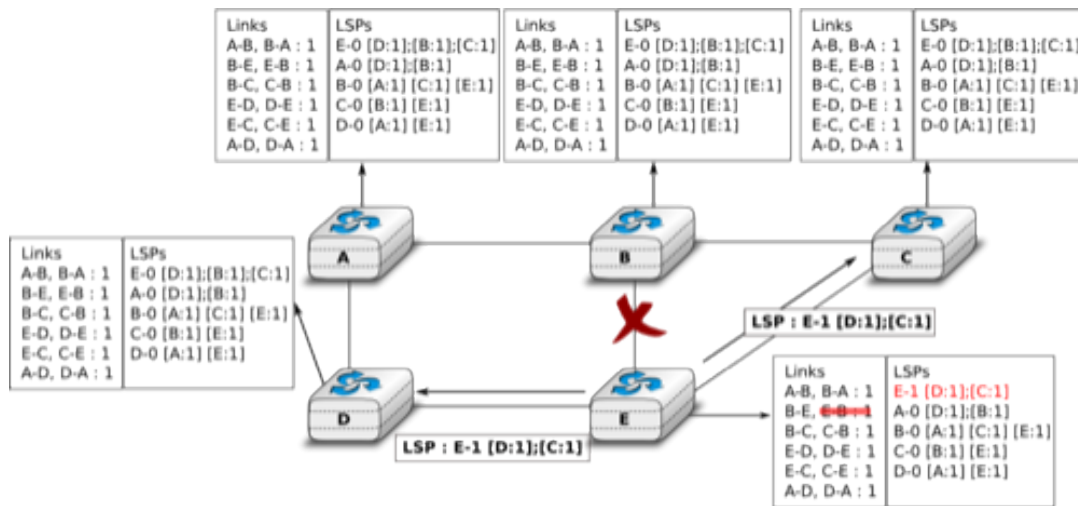 Links
A-B, B-A : 1
B-E, E-B : 1
B-C, C-B : 1
E-D, D-E : 1
E-C, C-E : 1
A-D, D-A : 1
LSPs
E-0 [D:1];[B:1];[C:1]
A-0 [D:1];[B:1]
B-0 [A:1] [C:1] [E:1]
C-0 [B:1] [E:1]
D-0 [A:1] [E:1]
Links
A-B, B-A : 1
B-E, E-B : 1
B-C, C-B : 1
E-D, D-E : 1
E-C, C-E : 1
A-D, D-A : 1
LSPs
E-0 [D:1];[B:1];[C:1]
A-0 [D:1];[B:1]
B-0 [A:1] [C:1] [E:1]
C-0 [B:1] [E:1]
D-0 [A:1] [E:1]
Links
A-B, B-A : 1
B-E, E-B : 1
B-C, C-B : 1
E-D, D-E : 1
E-C, C-E : 1
A-D, D-A : 1
LSPs
E-0 [D:1];[B:1];[C:1]
A-0 [D:1];[B:1]
B-0 [A:1] [C:1] [E:1]
C-0 [B:1] [E:1]
D-0 [A:1] [E:1]
A
B
C
Links
A-B, B-A : 1
B-E, E-B : 1
B-C, C-B : 1
E-D, D-E : 1
E-C, C-E : 1
A-D, D-A : 1
LSPs
E-0 [D:1];[B:1];[C:1]
A-0 [D:1];[B:1]
B-0 [A:1] [C:1] [E:1]
C-0 [B:1] [E:1]
D-0 [A:1] [E:1]
LSP : E-1 [D:1];[C:1]
D
E
LSP : E-1 [D:1];[C:1]
Links
A-B, B-A : 1
B-E, E-B : 1
B-C, C-B : 1
E-D, D-E : 1
E-C, C-E : 1
A-D, D-A : 1
LSPs
E-1 [D:1];[C:1]
A-0 [D:1];[B:1]
B-0 [A:1] [C:1] [E:1]
C-0 [B:1] [E:1]
D-0 [A:1] [E:1]